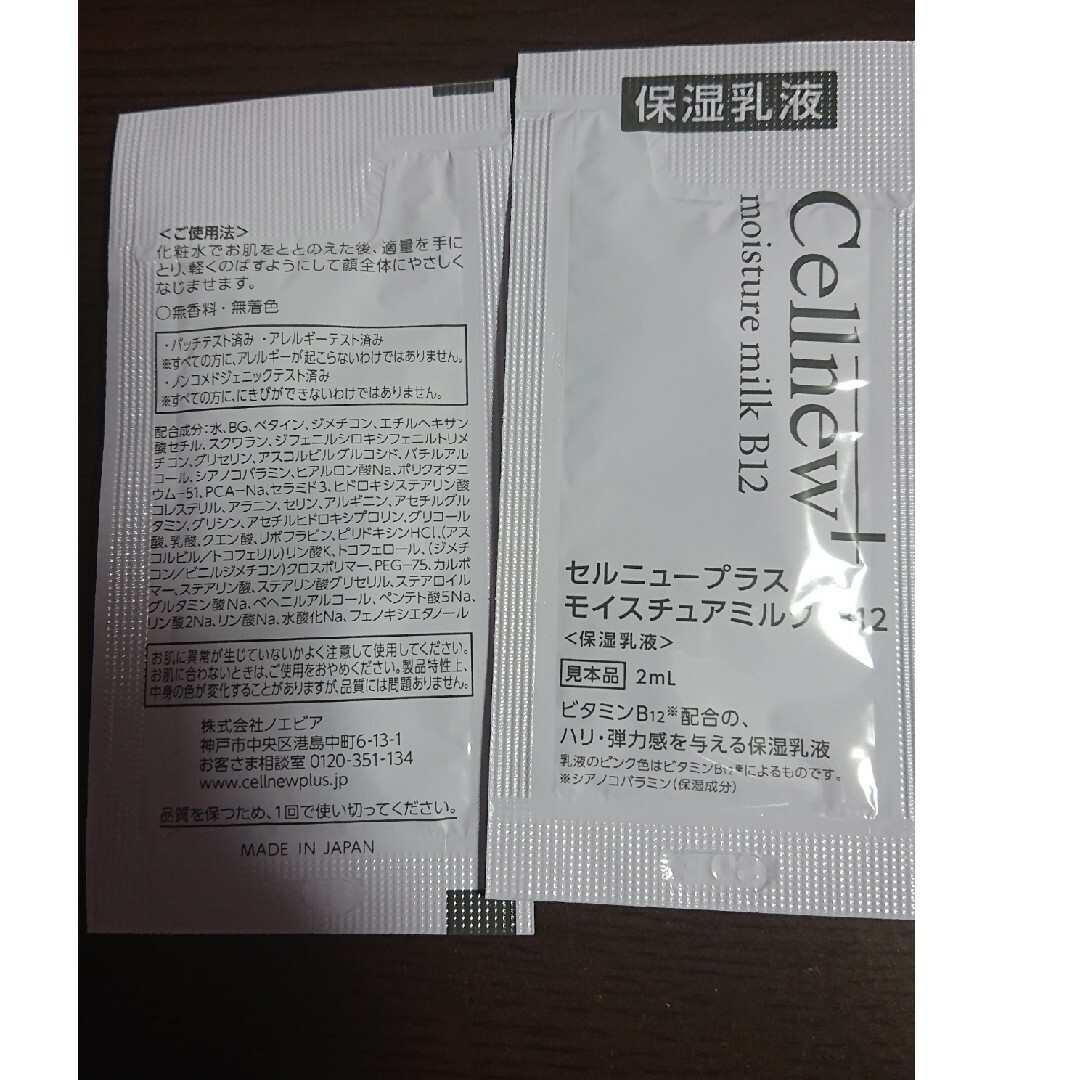 <ご使用法>
化粧水でお肌をととのえた後、適量を手に
とり、軽くのばすようにして顔全体にやさしく
なじませます。
○無香料・無着色
・パッチテスト済み ・アレルギーテスト済み
※すべての方に、アレルギーが起こらないわけではありません。
・ノンコメドジェニックテスト済み
※すべての方に、にきびができないわけではありません。
配合成分:水、BG、ベタイン、ジメチコン、エチルヘキサン
酸セチル、スクワラン、ジフェニルシロキシフェニルトリメ
チコン、グリセリン、アスコルビルグルコシド、バチルアル
コール、シアノコバラミン、ヒアルロン酸Na、ポリクオタニ
ウム-51、PCA-Na、セラミド3、ヒドロキシステアリン酸
コレステリル、アラニン、セリン、アルギニン、アセチルグル
タミン、グリシン、アセチルヒドロキシプロリン、グリコール
酸、乳酸、クエン酸、リボフラビン、ピリドキシンHCl、(アス
コルビル/トコフェリル)リン酸K、トコフェロール、(ジメチ
コン/ビニルジメチコン)クロスポリマー、PEG-75、カルボ
マー、ステアリン酸、ステアリン酸グリセリル、ステアロイル
グルタミン酸Na、ベヘニルアルコール、ペンテト酸5Na、
リン酸2Na、リン酸Na、水酸化Na、フェノキシエタノール
お肌に異常が生じていないかよく注意して使用してください。
お肌に合わないときは、ご使用をおやめください。製品特性上、
中身の色が変化することがありますが、品質には問題ありません。
株式会社ノエビア
神戸市中央区港島中町6-13-1
お客さま相談室 0120-351-134
www.cellnewplus.jp
品質を保つため、1回で使い切ってください。
MADE IN JAPAN
保湿乳液
Cellnew+
moisture milk B12
セルニュープラス
モイスチュアミルク -12
<保湿乳液>
見本品 2mL
ビタミンB12※配合の、
ハリ・弾力感を与える保湿乳液
乳液のピンク色はビタミンB12※によるものです。
※シアノコバラミン(保湿成分)